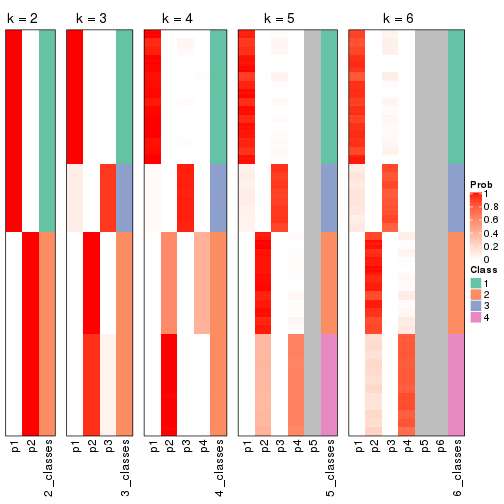 k = 2
k = 3
k = 4
k = 5
k = 6
p1
p2
2_classes
p1
p2
p3
3_classes
p1
p2
p3
p4
4_classes
p1
p2
p3
p4
p5
5_classes
p1
p2
p3
p4
p5
p6
6_classes
Prob
1
0.8
0.6
0.4
0.2
0
Class
1
2
3
4